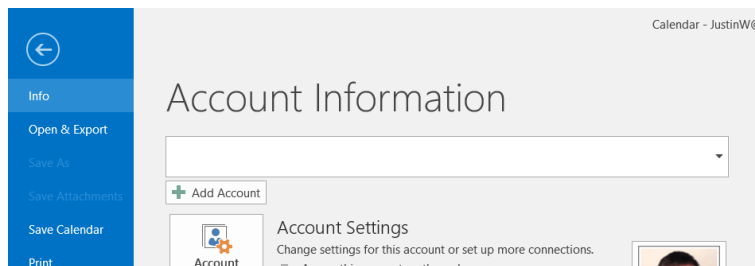 Calendar - JustinW@
Info
Account Information
Open & Export
Save As
Save Attachments
Add Account
Save Calendar
Account Settings
Change settings for this account or set up more connections.
Print
Account